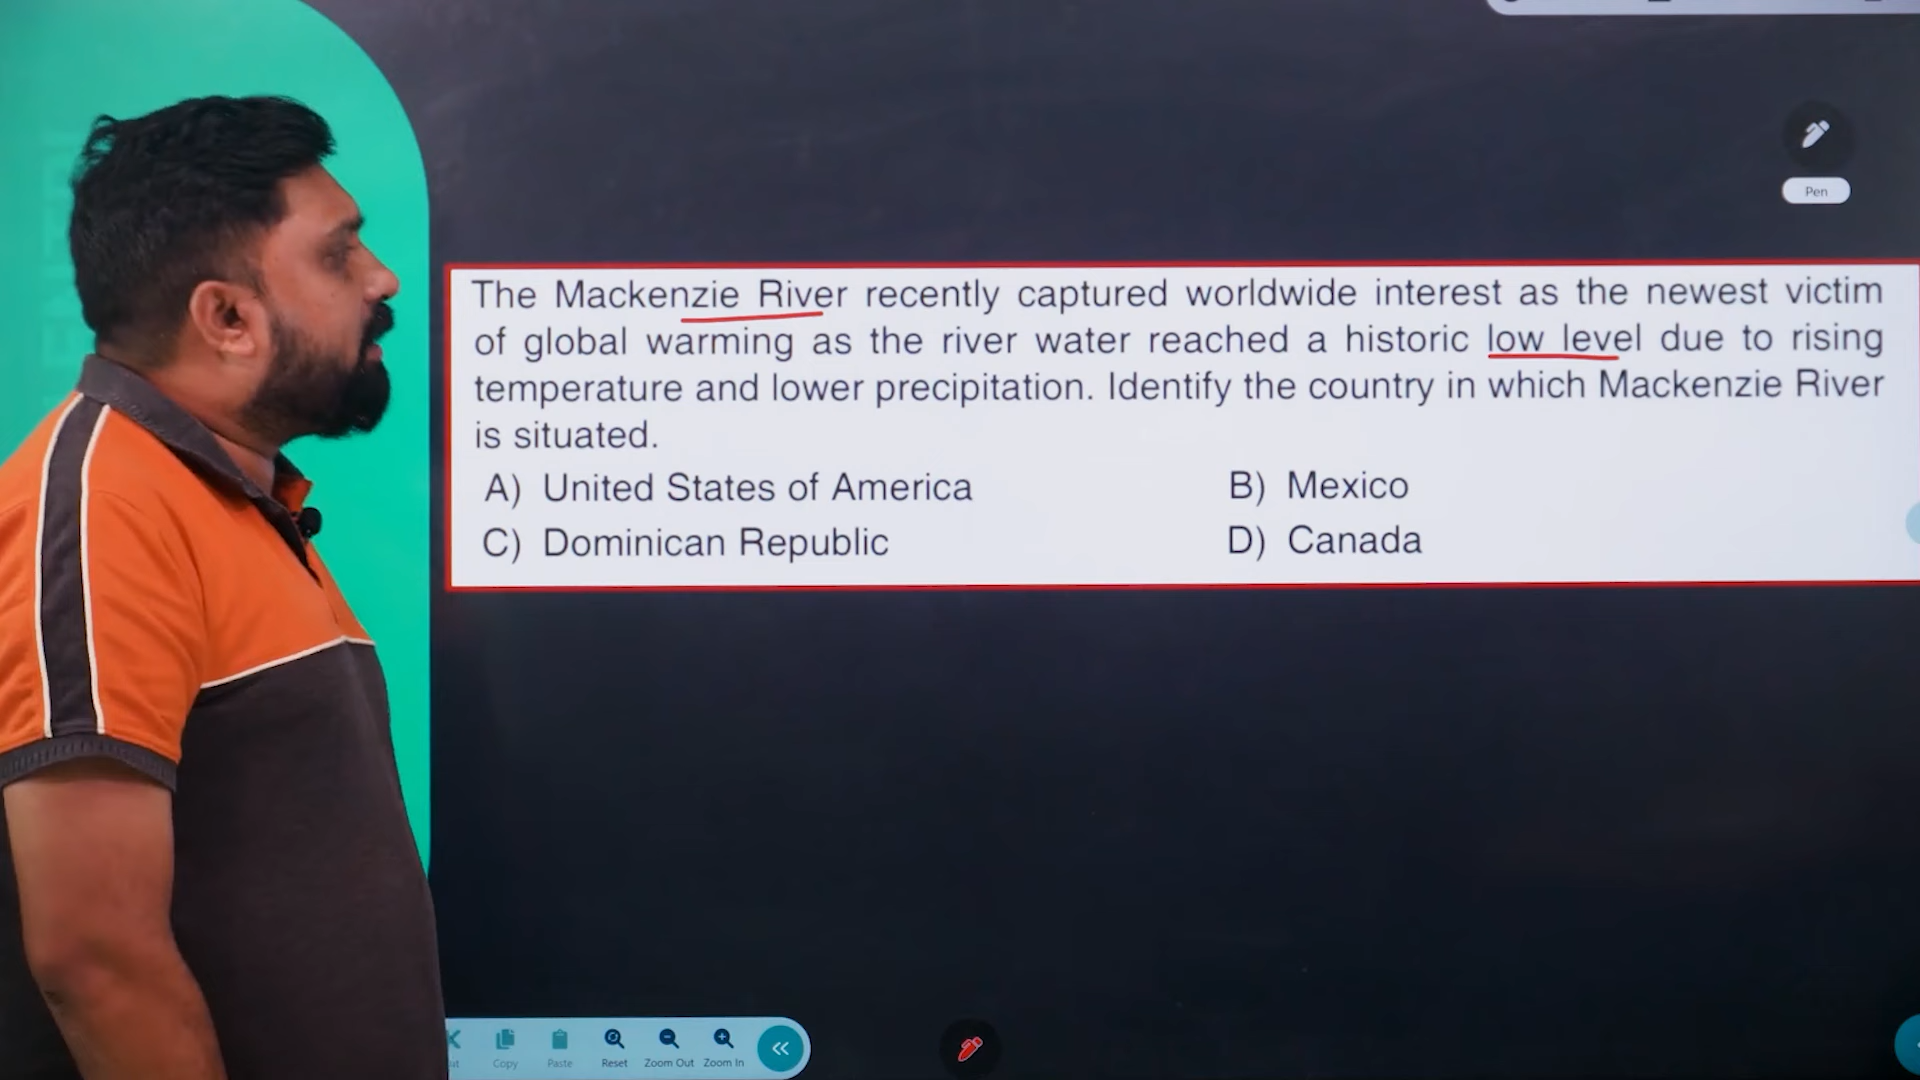 Pen
The Mackenzie River recently captured worldwide interest as the newest victim
of global warming as the river water reached a historic low level due to rising
temperature and lower precipitation. Identify the country in which Mackenzie River
is situated.
A) United States of America B) Mexico
C) Dominican Republic D) Canada
Copy Paste Reset Zoom Out Zoom In